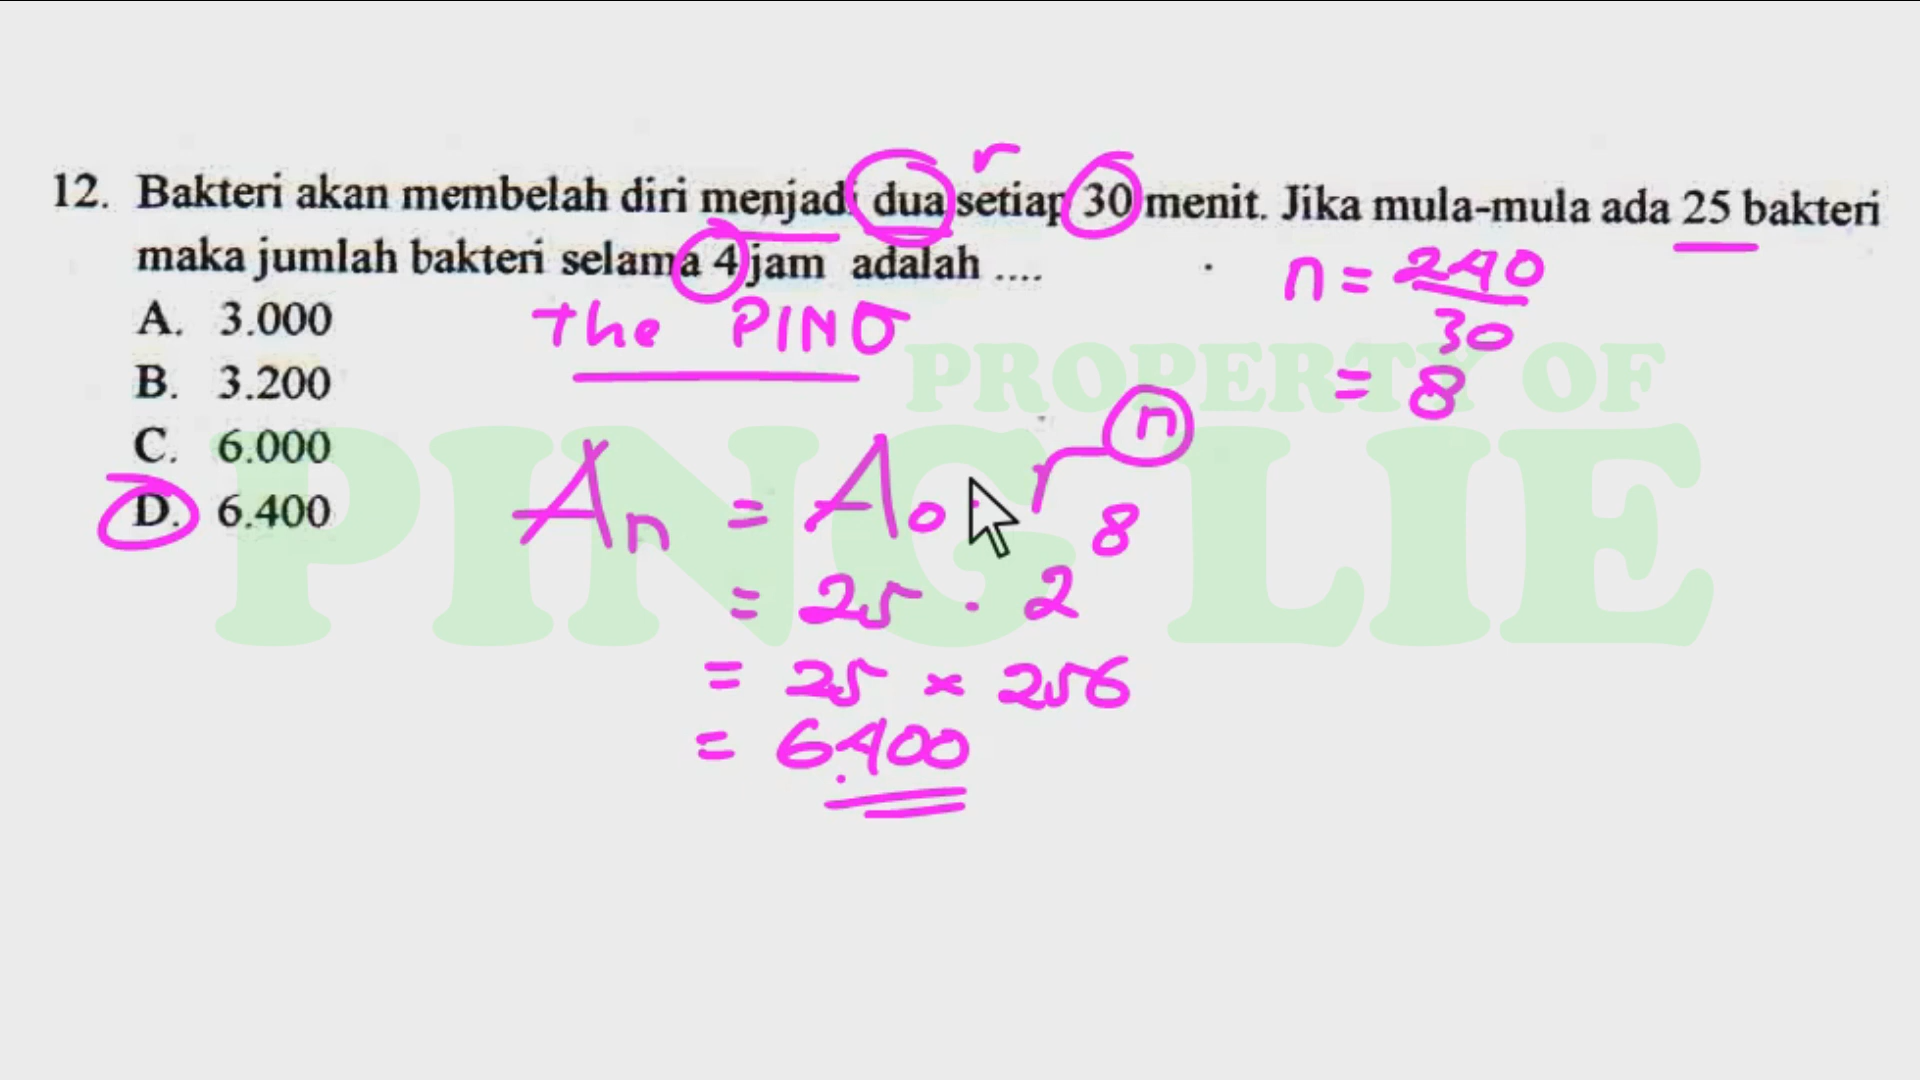 12. Bakteri akan membelah diri menjadi dua setiap 30 menit. Jika mula-mula ada 25 bakteri
maka jumlah bakteri selama 4 jam adalah ....
A. 3.000
B. 3.200
C. 6.000
D. 6.400
r
the PINO
n = 240/30
= 8
An = A0 . r^n
= 25 . 2^8
= 25 × 256
= 6.400
PROPERTY OF
PING LIE